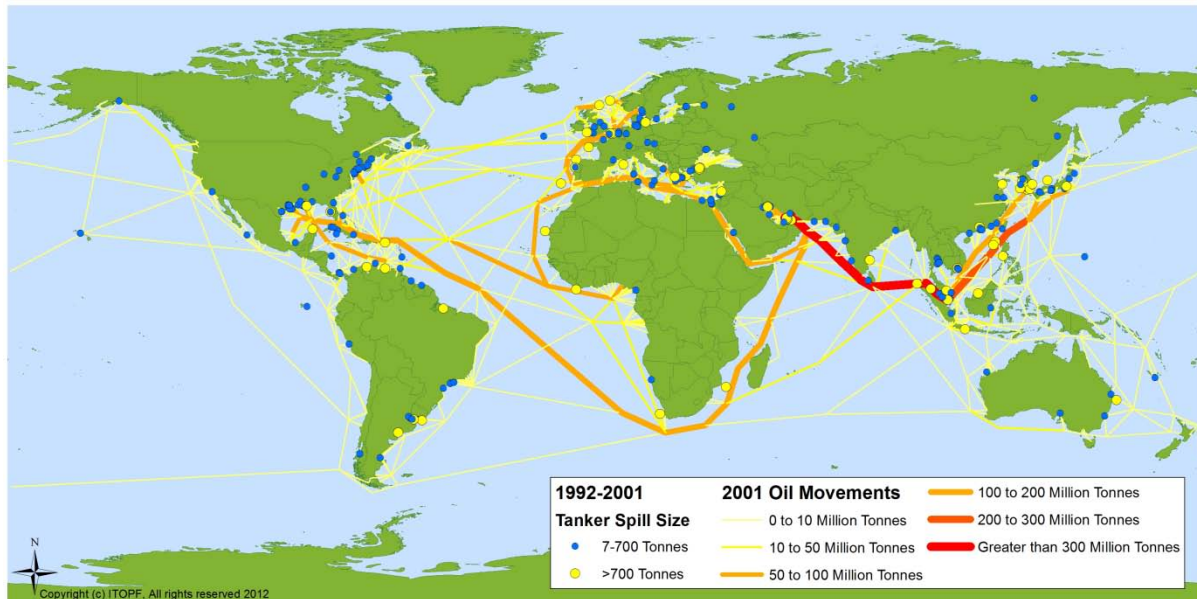 1992-2001
Tanker Spill Size
7-700 Tonnes
>700 Tonnes
2001 Oil Movements
0 to 10 Million Tonnes
10 to 50 Million Tonnes
50 to 100 Million Tonnes
100 to 200 Million Tonnes
200 to 300 Million Tonnes
Greater than 300 Million Tonnes
N
Copyright (c) ITOPF, All rights reserved 2012